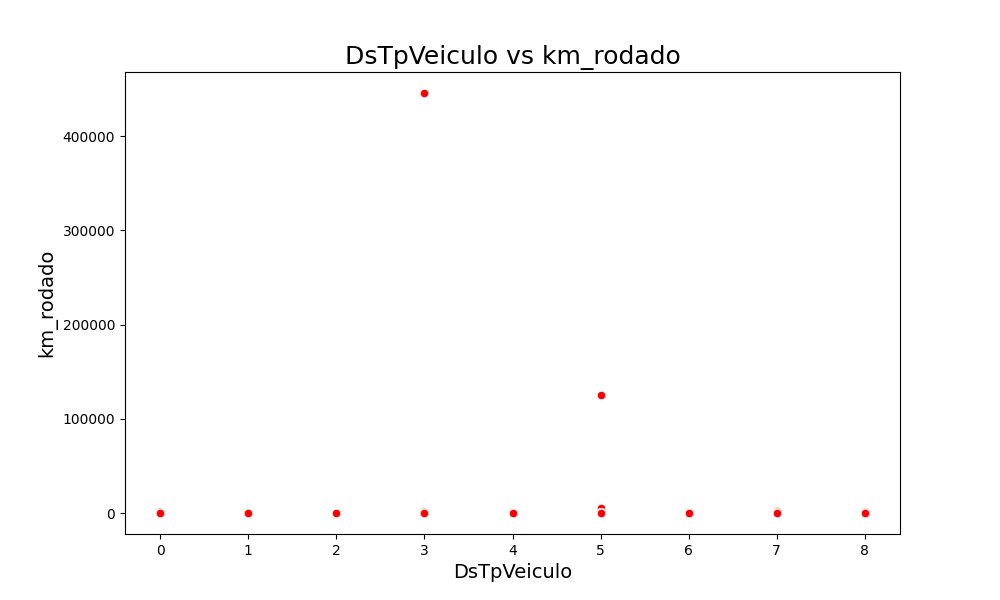 DsTpVeiculo vs km_rodado
km_rodado
400000
300000
200000
100000
0
0 1 2 3 4 5 6 7 8
DsTpVeiculo